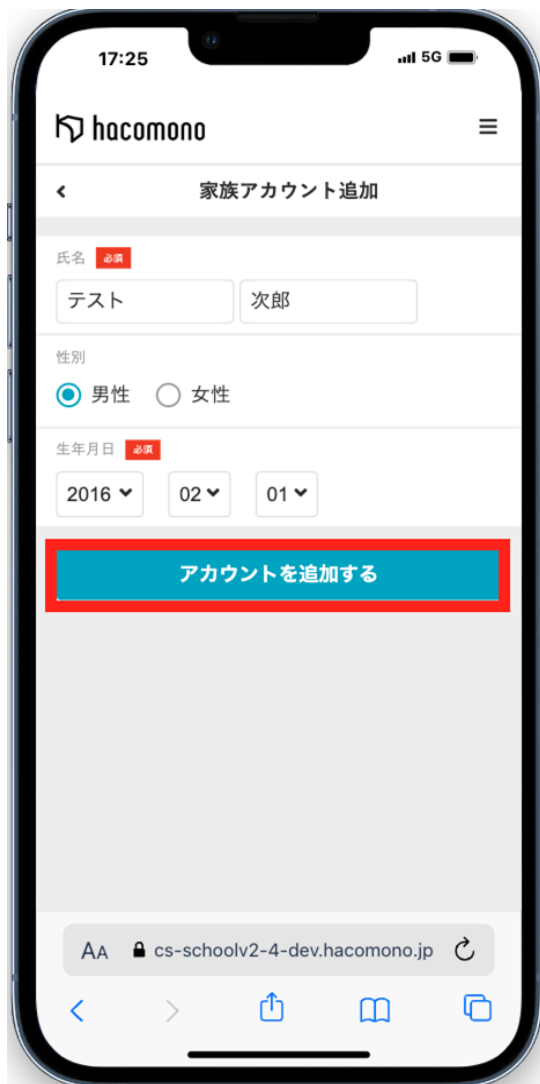 17:25 5G
hacomono
家族アカウント追加
氏名 必須
テスト 次郎
性別
男性 女性
生年月日 必須
2016 02 01
アカウントを追加する
AA cs-schoolv2-4-dev.hacomono.jp